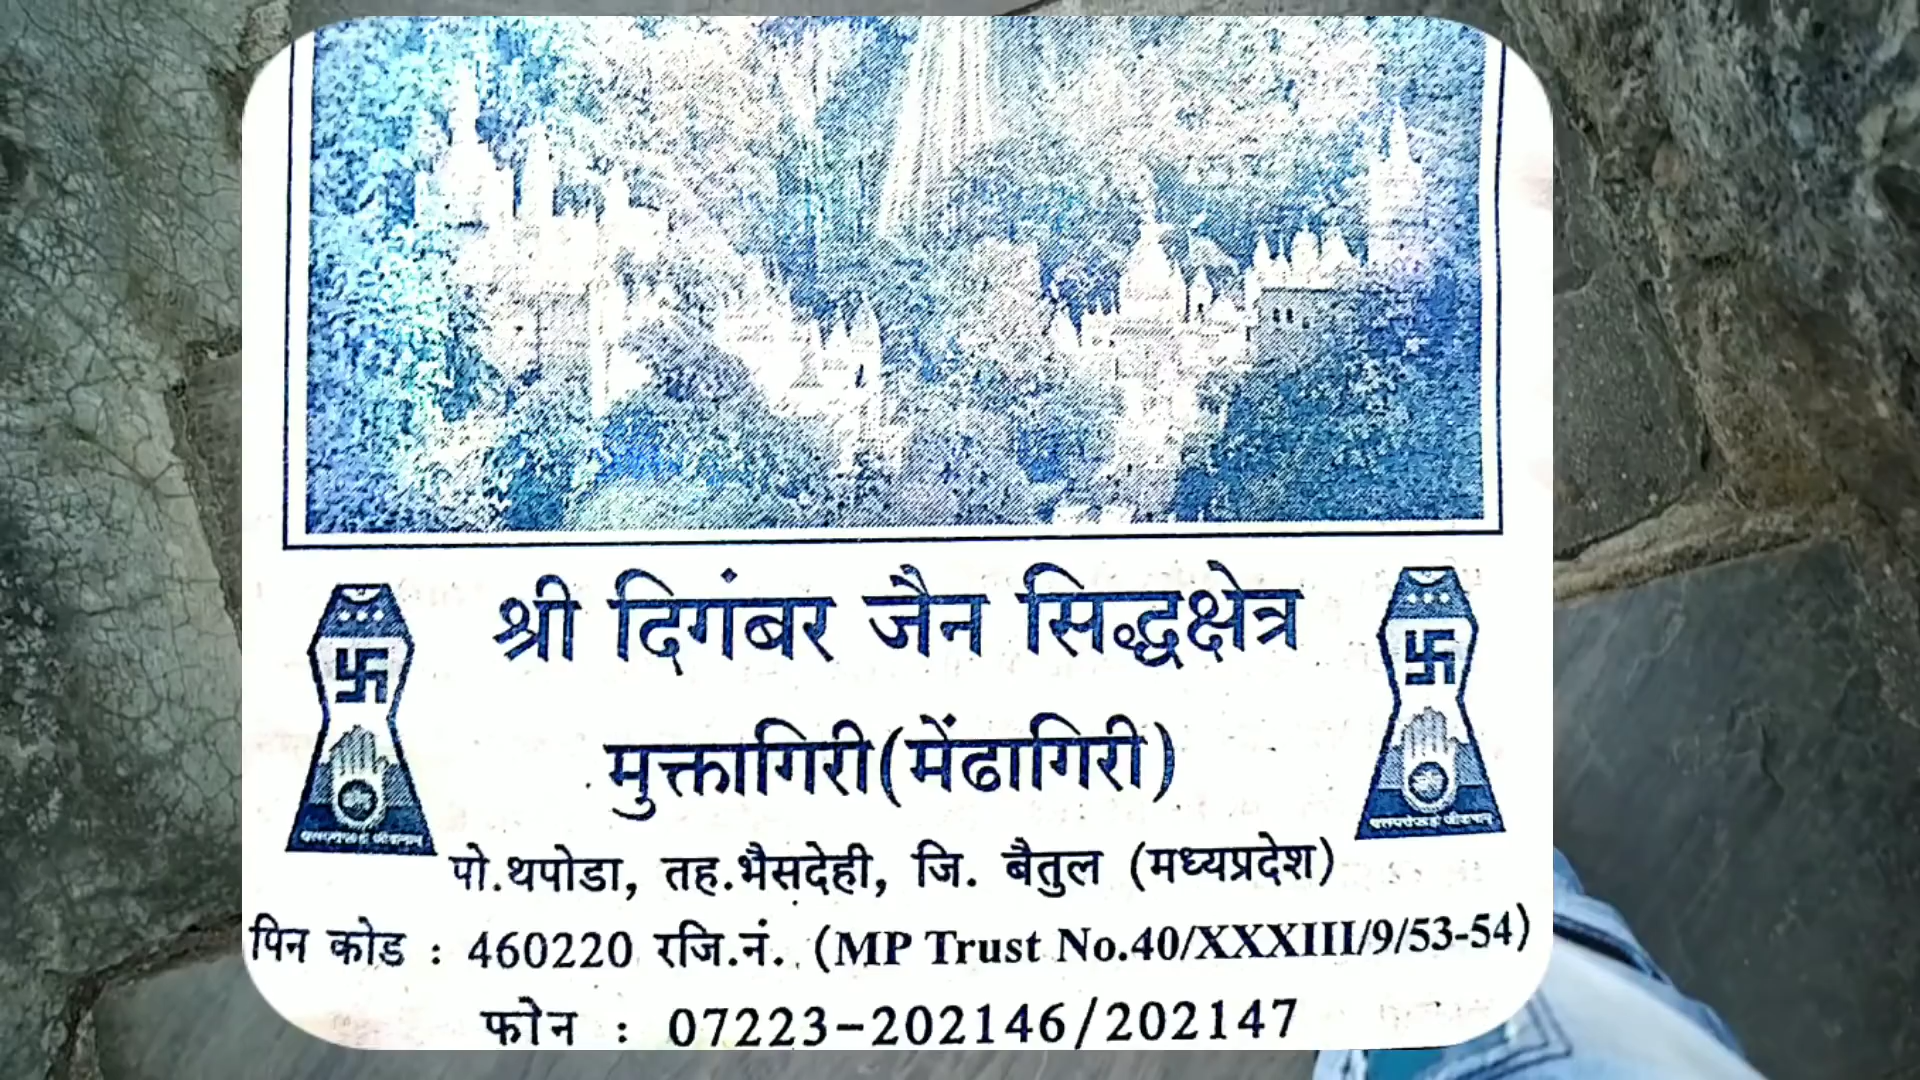 श्री दिगंबर जैन सिद्धक्षेत्र
मुक्तागिरी(मेंढागिरी)
पो.थपोडा, तह.भैसदेही, जि. बैतुल (मध्यप्रदेश)
पिन कोड : 460220 रजि.नं. (MP Trust No.40/XXXIII/9/53-54)
फोन : 07223-202146/202147